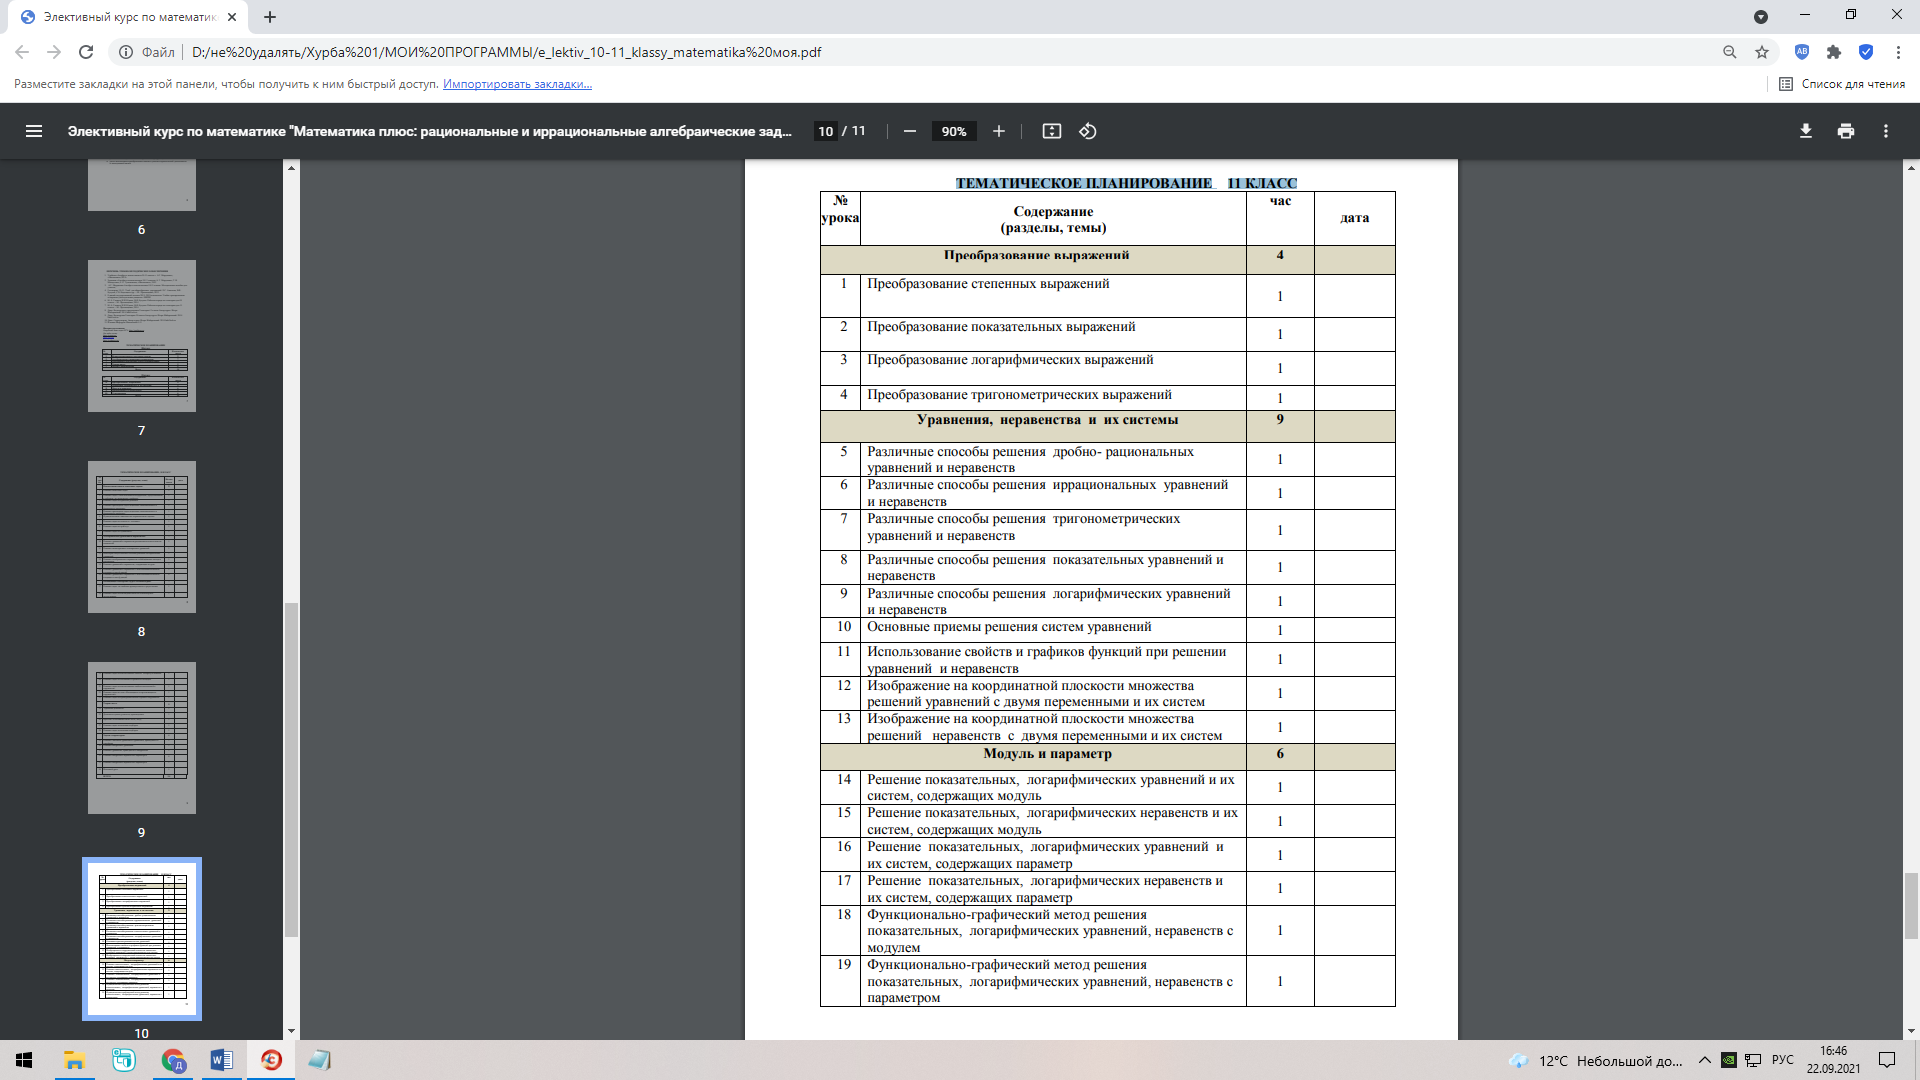 Элективный курс по математике
Файл
D:/не%20удалять/Хурба%201/МОИ%20ПРОГРАММЫ/e_lektiv_10-11_klassy_matematika%20моя.pdf
Разместите закладки на этой панели, чтобы получить к ним быстрый доступ. Импортировать закладки...
Список для чтения
Элективный курс по математике "Математика плюс: рациональные и иррациональные алгебраические зад...
10 / 11
90%
6
7
8
9
10
ТЕМАТИЧЕСКОЕ ПЛАНИРОВАНИЕ 11 КЛАСС
№ урока
Содержание
(разделы, темы)
час
дата
Преобразование выражений 4
1 Преобразование степенных выражений 1
2 Преобразование показательных выражений 1
3 Преобразование логарифмических выражений 1
4 Преобразование тригонометрических выражений 1
Уравнения, неравенства и их системы 9
5 Различные способы решения дробно- рациональных
уравнений и неравенств 1
6 Различные способы решения иррациональных уравнений
и неравенств 1
7 Различные способы решения тригонометрических
уравнений и неравенств 1
8 Различные способы решения показательных уравнений и
неравенств 1
9 Различные способы решения логарифмических уравнений
и неравенств 1
10 Основные приемы решения систем уравнений 1
11 Использование свойств и графиков функций при решении
уравнений и неравенств 1
12 Изображение на координатной плоскости множества
решений уравнений с двумя переменными и их систем 1
13 Изображение на координатной плоскости множества
решений неравенств с двумя переменными и их систем 1
Модуль и параметр 6
14 Решение показательных, логарифмических уравнений и их
систем, содержащих модуль 1
15 Решение показательных, логарифмических неравенств и их
систем, содержащих модуль 1
16 Решение показательных, логарифмических уравнений и
их систем, содержащих параметр 1
17 Решение показательных, логарифмических неравенств и
их систем, содержащих параметр 1
18 Функционально-графический метод решения
показательных, логарифмических уравнений, неравенств с
модулем 1
19 Функционально-графический метод решения
показательных, логарифмических уравнений, неравенств с
параметром 1
12°C Небольшой до...
РУС
16:46
22.09.2021